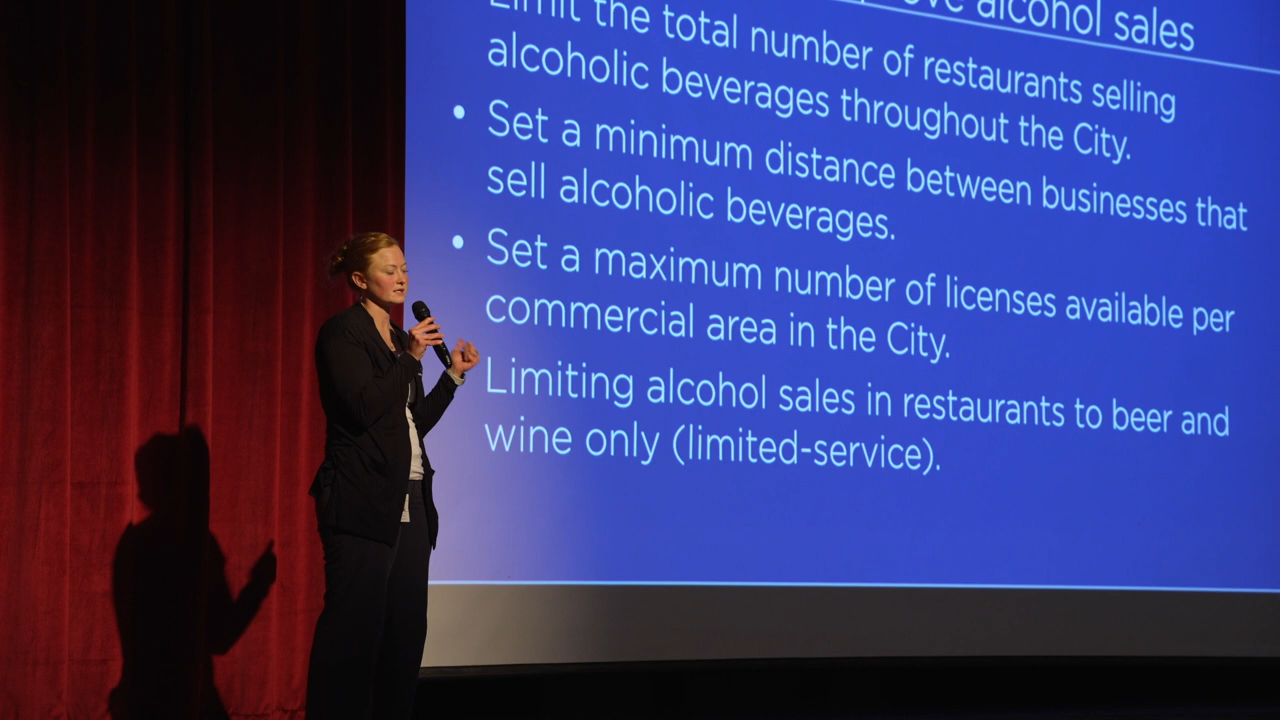 alcohol sales
Limit the total number of restaurants selling
alcoholic beverages throughout the City.
• Set a minimum distance between businesses that
sell alcoholic beverages.
• Set a maximum number of licenses available per
commercial area in the City.
Limiting alcohol sales in restaurants to beer and
wine only (limited-service).